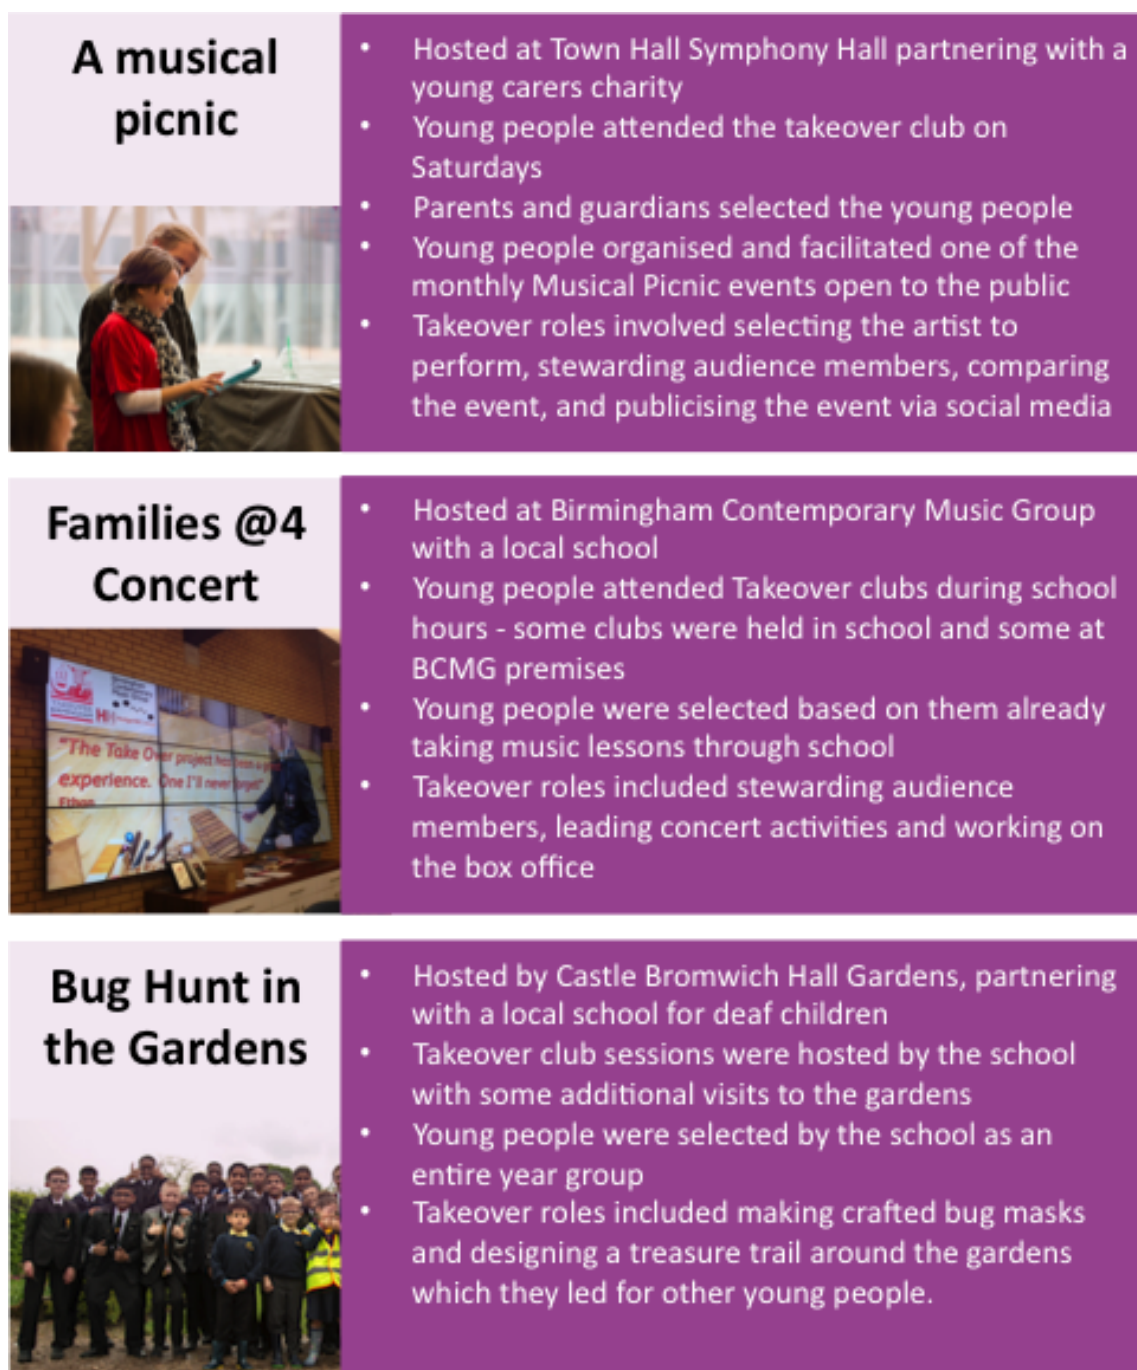 A musical
picnic
• Hosted at Town Hall Symphony Hall partnering with a
young carers charity
• Young people attended the takeover club on
Saturdays
• Parents and guardians selected the young people
• Young people organised and facilitated one of the
monthly Musical Picnic events open to the public
• Takeover roles involved selecting the artist to
perform, stewarding audience members, comparing
the event, and publicising the event via social media
Families @4
Concert
"The Take Over project has been a
experience. One I'll never forget"
Ethan
• Hosted at Birmingham Contemporary Music Group
with a local school
• Young people attended Takeover clubs during school
hours - some clubs were held in school and some at
BCMG premises
• Young people were selected based on them already
taking music lessons through school
• Takeover roles included stewarding audience
members, leading concert activities and working on
the box office
Bug Hunt in
the Gardens
• Hosted by Castle Bromwich Hall Gardens, partnering
with a local school for deaf children
• Takeover club sessions were hosted by the school
with some additional visits to the gardens
• Young people were selected by the school as an
entire year group
• Takeover roles included making crafted bug masks
and designing a treasure trail around the gardens
which they led for other young people.